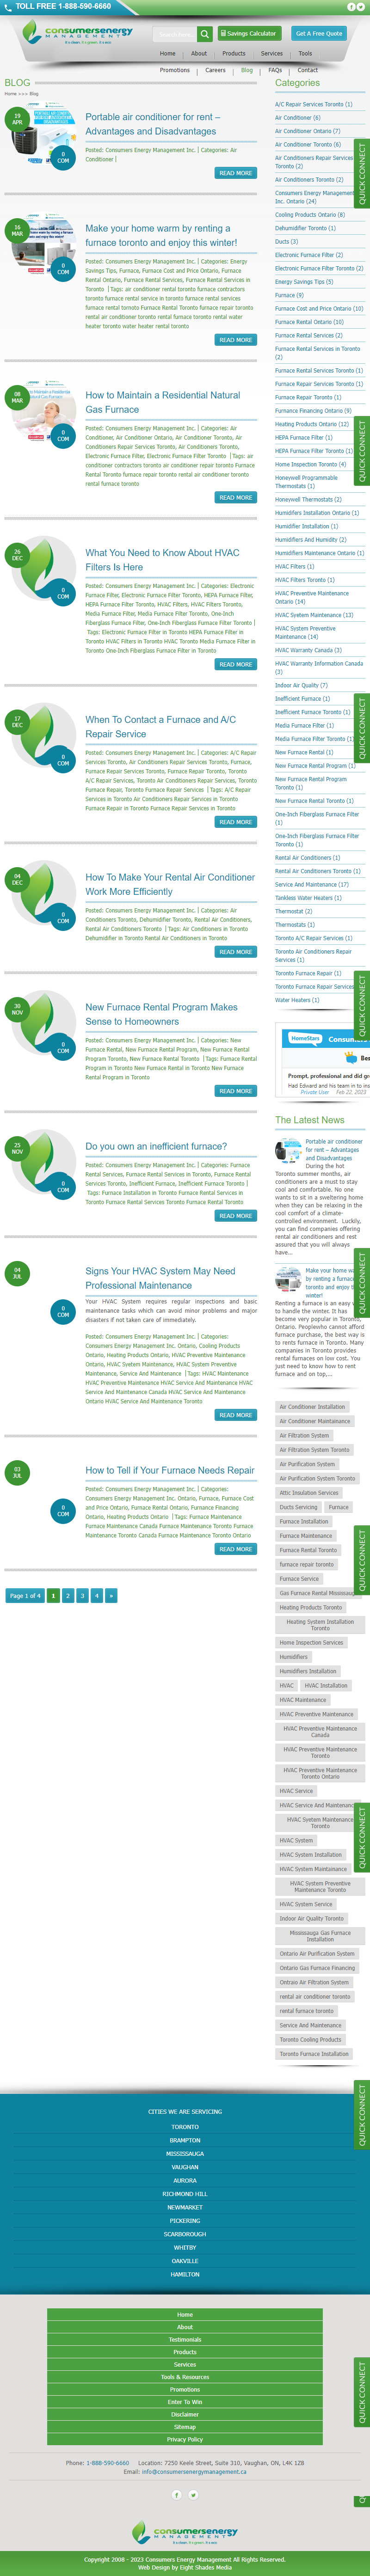 TOLL FREE 1-888-590-6660
consumersenergy
MANAGEMENT
Savings Calculator
Get A Free Quote
Home
About
Products
Services
Tools
Promotions
Careers
Blog
FAQs
Contact
BLOG
Home >>> Blog
19
APR
0
COM
Portable air conditioner for rent –
Advantages and Disadvantages
Posted: Consumers Energy Management Inc. | Categories: Air
Conditioner |
READ MORE
16
MAR
0
COM
Make your home warm by renting a
furnace toronto and enjoy this winter!
Posted: Consumers Energy Management Inc. | Categories: Energy
Savings Tips, Furnace, Furnace Cost and Price Ontario, Furnace
Rental Ontario, Furnace Rental Services, Furnace Rental Services in
Toronto | Tags: air conditioner rental toronto furnace contractors
toronto furnace rental service in toronto furnace rental services
furnace rental tornoto Furnace Rental Toronto furnace repair toronto
rental air conditioner toronto rental furnace toronto rental water
heater toronto water heater rental toronto
READ MORE
08
MAR
0
COM
How to Maintain a Residential Natural
Gas Furnace
Posted: Consumers Energy Management Inc. | Categories: Air
Conditioner, Air Conditioner Ontario, Air Conditioner Toronto, Air
Conditioners Repair Services Toronto, Air Conditioners Toronto,
Electronic Furnace Filter, Electronic Furnace Filter Toronto | Tags: air
conditioner contractors toronto air conditioner repair toronto Furnace
Rental Toronto furnace repair toronto rental air conditioner toronto
rental furnace toronto
READ MORE
26
DEC
0
COM
What You Need to Know About HVAC
Filters Is Here
Posted: Consumers Energy Management Inc. | Categories: Electronic
Furnace Filter, Electronic Furnace Filter Toronto, HEPA Furnace Filter,
HEPA Furnace Filter Toronto, HVAC Filters, HVAC Filters Toronto,
Media Furnace Filter, Media Furnace Filter Toronto, One-Inch
Fiberglass Furnace Filter, One-Inch Fiberglass Furnace Filter Toronto |
Tags: Electronic Furnace Filter in Toronto HEPA Furnace Filter in
Toronto HVAC Filters in Toronto HVAC Toronto Media Furnace Filter in
Toronto One-Inch Fiberglass Furnace Filter in Toronto
READ MORE
17
DEC
0
COM
When To Contact a Furnace and A/C
Repair Service
Posted: Consumers Energy Management Inc. | Categories: A/C Repair
Services Toronto, Air Conditioners Repair Services Toronto, Furnace,
Furnace Repair Services Toronto, Furnace Repair Toronto, Toronto
A/C Repair Services, Toronto Air Conditioners Repair Services, Toronto
Furnace Repair, Toronto Furnace Repair Services | Tags: A/C Repair
Services in Toronto Air Conditioners Repair Services in Toronto
Furnace Repair in Toronto Furnace Repair Services in Toronto
READ MORE
04
DEC
0
COM
How To Make Your Rental Air Conditioner
Work More Efficiently
Posted: Consumers Energy Management Inc. | Categories: Air
Conditioners Toronto, Dehumidifier Toronto, Rental Air Conditioners,
Rental Air Conditioners Toronto | Tags: Air Conditioners in Toronto
Dehumidifier in Toronto Rental Air Conditioners in Toronto
READ MORE
30
NOV
0
COM
New Furnace Rental Program Makes
Sense to Homeowners
Posted: Consumers Energy Management Inc. | Categories: New
Furnace Rental, New Furnace Rental Program, New Furnace Rental
Program Toronto, New Furnace Rental Toronto | Tags: Furnace Rental
Program in Toronto New Furnace Rental in Toronto New Furnace
Rental Program in Toronto
READ MORE
25
NOV
0
COM
Do you own an inefficient furnace?
Posted: Consumers Energy Management Inc. | Categories: Furnace
Rental Services, Furnace Rental Services in Toronto, Furnace Rental
Services Toronto, Inefficient Furnace, Inefficient Furnace Toronto |
Tags: Furnace Installation in Toronto Furnace Rental Services in
Toronto Furnace Rental Services Toronto Furnace Rental Toronto
READ MORE
04
JUL
0
COM
Signs Your HVAC System May Need
Professional Maintenance
Your HVAC System requires regular inspections and basic
maintenance tasks which can avoid minor problems and major
disasters if not taken care of immediately.
Posted: Consumers Energy Management Inc. | Categories:
Consumers Energy Management Inc. Ontario, Cooling Products
Ontario, Heating Products Ontario, HVAC Preventive Maintenance
Ontario, HVAC System Maintenance, HVAC System Preventive
Maintenance, Service And Maintenance | Tags: HVAC Maintenance
HVAC Preventive Maintenance HVAC Service And Maintenance HVAC
Service And Maintenance Canada HVAC Service And Maintenance
Ontario HVAC Service And Maintenance Toronto
READ MORE
03
JUL
0
COM
How to Tell if Your Furnace Needs Repair
Posted: Consumers Energy Management Inc. | Categories:
Consumers Energy Management Inc. Ontario, Furnace, Furnace Cost
and Price Ontario, Furnace Rental Ontario, Furnance Financing
Ontario, Heating Products Ontario | Tags: Furnace Maintenance
Furnace Maintenance Canada Furnace Maintenance Toronto Furnace
Maintenance Toronto Canada Furnace Maintenance Toronto Ontario
READ MORE
Page 1 of 4 1 2 3 4 »
Categories
A/C Repair Services Toronto (1)
Air Conditioner (6)
Air Conditioner Ontario (7)
Air Conditioner Toronto (6)
Air Conditioners Repair Services
Toronto (2)
Air Conditioners Toronto (2)
Consumers Energy Management
Inc. Ontario (24)
Cooling Products Ontario (8)
Dehumidifier Toronto (1)
Ducts (3)
Electronic Furnace Filter (2)
Electronic Furnace Filter Toronto (2)
Energy Savings Tips (5)
Furnace (9)
Furnace Cost and Price Ontario (10)
Furnace Rental Ontario (10)
Furnace Rental Services (2)
Furnace Rental Services in Toronto
(2)
Furnace Rental Services Toronto (1)
Furnace Repair Services Toronto (1)
Furnace Repair Toronto (1)
Furnance Financing Ontario (9)
Heating Products Ontario (12)
HEPA Furnace Filter (1)
HEPA Furnace Filter Toronto (1)
Home Inspection Toronto (4)
Honeywell Programmable
Thermostats (1)
Honeywell Thermostats (2)
Humidifers Installation Ontario (1)
Humidifier Installation (1)
Humidifiers And Humidity (2)
Humidifiers Maintenance Ontario (1)
HVAC Filters (1)
HVAC Filters Toronto (1)
HVAC Preventive Maintenance
Ontario (14)
HVAC System Maintenance (13)
HVAC System Preventive
Maintenance (14)
HVAC Warranty Canada (3)
HVAC Warranty Information Canada
(3)
Indoor Air Quality (7)
Inefficient Furnace (1)
Inefficient Furnace Toronto (1)
Media Furnace Filter (1)
Media Furnace Filter Toronto (1)
New Furnace Rental (1)
New Furnace Rental Program (1)
New Furnace Rental Program
Toronto (1)
New Furnace Rental Toronto (1)
One-Inch Fiberglass Furnace Filter
(1)
One-Inch Fiberglass Furnace Filter
Toronto (1)
Rental Air Conditioners (1)
Rental Air Conditioners Toronto (1)
Service And Maintenance (17)
Tankless Water Heaters (1)
Thermostat (2)
Thermostats (1)
Toronto A/C Repair Services (1)
Toronto Air Conditioners Repair
Services (1)
Toronto Furnace Repair (1)
Toronto Furnace Repair Services
Water Heaters (1)
HomeStars
Consumers
Prompt, professional and did gr
Had Edward and his team in to ins
Private User Feb 22, 2023
The Latest News
Portable air conditioner
for rent – Advantages
and Disadvantages
During the hot
Toronto summer months, air
conditioners are a must to stay
cool and comfortable. No one
wants to sit in a sweltering home
when they can be relaxing in the
cool comfort of a climate-
controlled environment. Luckily,
you can find companies offering
rental air conditioners and rest
assured that you will always
have...
Make your home
by renting a furnace
toronto and enjoy
winter!
Renting a furnace is an easy way
to handle the winter. It has
become very popular in Toronto,
Ontario. Peoplewho cannot afford
furnace purchase, the best way is
to rents furnace in Toronto. Many
companies in Toronto provides
rental furnaces on low cost. You
just need to know how to rent
furnace and on top,...
Air Conditioner Installation
Air Conditioner Maintainance
Air Filtration System
Air Filtration System Toronto
Air Purification System
Air Purification System Toronto
Attic Insulation Services
Ducts Servicing
Furnace
Furnace Installation
Furnace Maintenance
Furnace Rental Toronto
furnace repair toronto
Furnace Service
Gas Furnace Rental Mississauga
Heating Products Toronto
Heating System Installation
Toronto
Home Inspection Services
Humidifiers
Humidifiers Installation
HVAC
HVAC Installation
HVAC Maintenance
HVAC Preventive Maintenance
HVAC Preventive Maintenance
Canada
HVAC Preventive Maintenance
Toronto
HVAC Preventive Maintenance
Toronto Ontario
HVAC Service
HVAC Service And Maintenance
HVAC System Maintenance
Toronto
HVAC System
HVAC System Installation
HVAC System Maintainance
HVAC System Preventive
Maintenance Toronto
HVAC System Service
Indoor Air Quality Toronto
Mississauga Gas Furnace
Installation
Ontario Air Purification System
Ontario Gas Furnace Financing
Ontraio Air Filtration System
rental air conditioner toronto
rental furnace toronto
Service And Maintenance
Toronto Cooling Products
Toronto Furnace Installation
QUICK CONNECT
QUICK CONNECT
QUICK CONNECT
QUICK CONNECT
QUICK CONNECT
QUICK CONNECT
QUICK CONNECT
QUICK CONNECT
QUICK CONNECT
CITIES WE ARE SERVICING
TORONTO
BRAMPTON
MISSISSAUGA
VAUGHAN
AURORA
RICHMOND HILL
NEWMARKET
PICKERING
SCARBOROUGH
WHITBY
OAKVILLE
HAMILTON
Home
About
Testimonials
Products
Services
Tools & Resources
Promotions
Enter To Win
Disclaimer
Sitemap
Privacy Policy
Phone: 1-888-590-6660 Location: 7250 Keele Street, Suite 310, Vaughan, ON, L4K 1Z8
Email: info@consumersenergymanagement.ca
consumersenergy
MANAGEMENT
Copyright 2008 - 2023 Consumers Energy Management All Rights Reserved.
Web Design by Eight Shades Media